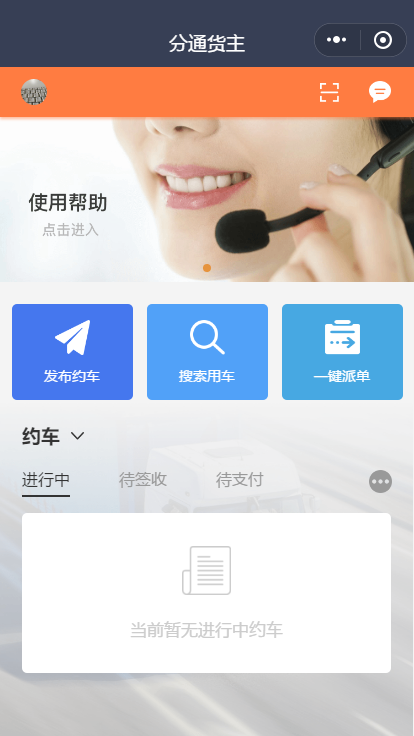 分通货主
使用帮助
点击进入
发布约车
搜索用车
一键派单
约车
进行中
待签收
待支付
当前暂无进行中约车